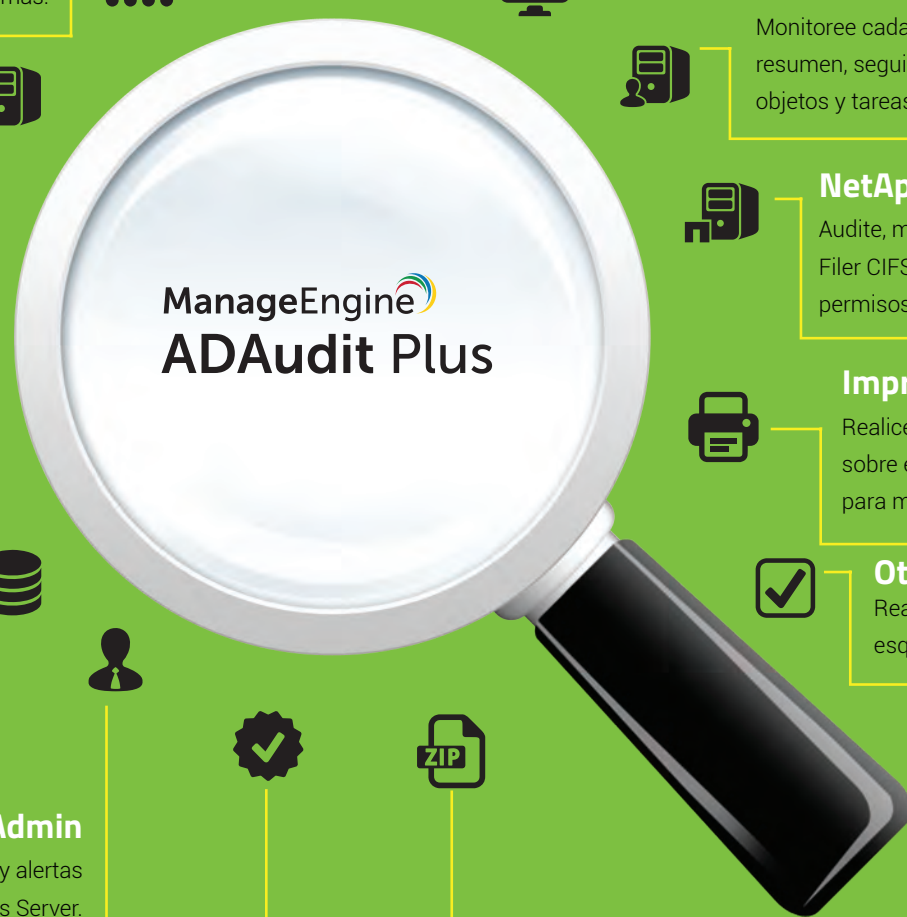 Monitoree cada
resumen, segui
objetos y tareas
NetAp
Audite, m
Filer CIFS
permisos
ManageEngine
ADAudit Plus
Impr
Realice
sobre e
para m
Ot
Rea
esq
ZIP
Admin
y alertas
s Server.